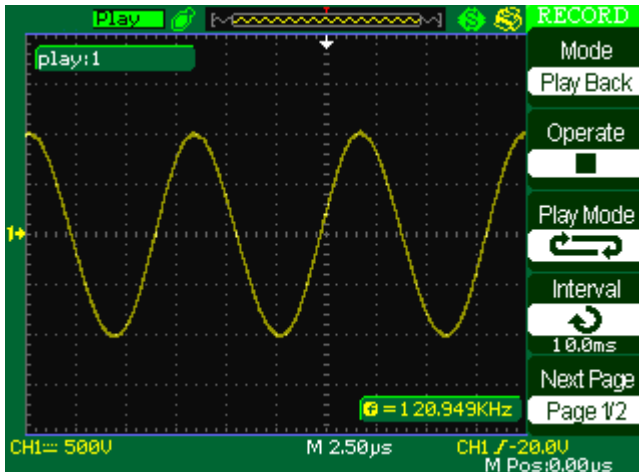 Play
S
RECORD
play:1
Mode
Play Back
Operate
Play Mode
Interval
10.0ms
Next Page
Page 1/2
1
f=120.949KHz
CH1 500V
M 2.50µs
CH1 -20.0V
M Pos:0.00µs